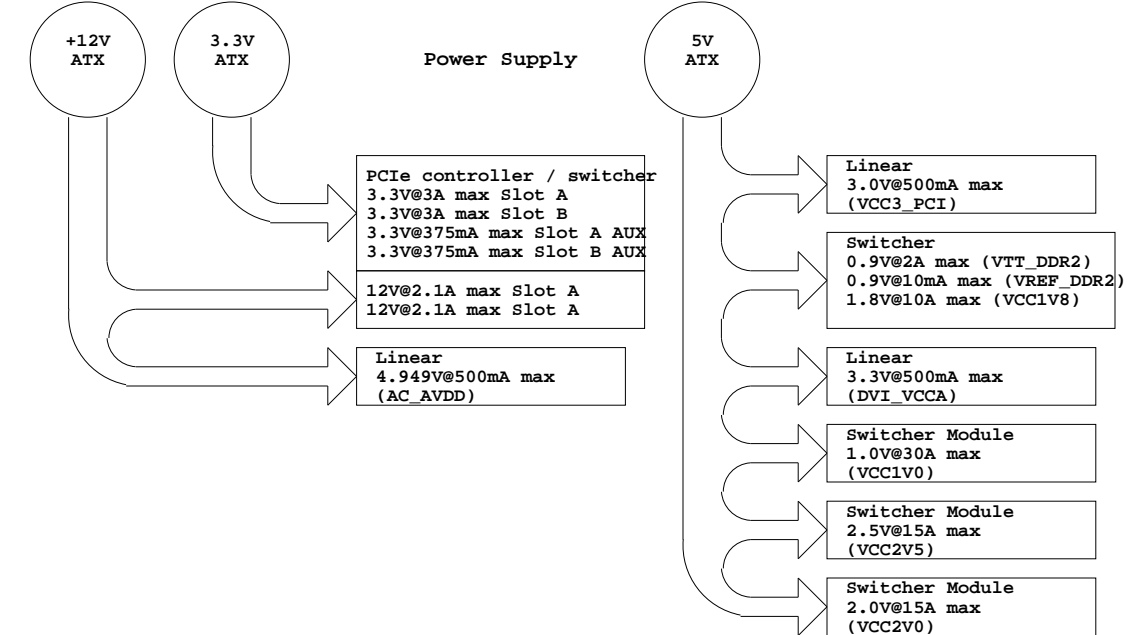 +12V
ATX
3.3V
ATX
Power Supply
5V
ATX
PCIe controller / switcher
3.3V@3A max Slot A
3.3V@3A max Slot B
3.3V@375mA max Slot A AUX
3.3V@375mA max Slot B AUX
12V@2.1A max Slot A
12V@2.1A max Slot A
Linear
4.949V@500mA max
(AC_AVDD)
Linear
3.0V@500mA max
(VCC3_PCI)
Switcher
0.9V@2A max (VTT_DDR2)
0.9V@10mA max (VREF_DDR2)
1.8V@10A max (VCC1V8)
Linear
3.3V@500mA max
(DVI_VCCA)
Switcher Module
1.0V@30A max
(VCC1V0)
Switcher Module
2.5V@15A max
(VCC2V5)
Switcher Module
2.0V@15A max
(VCC2V0)